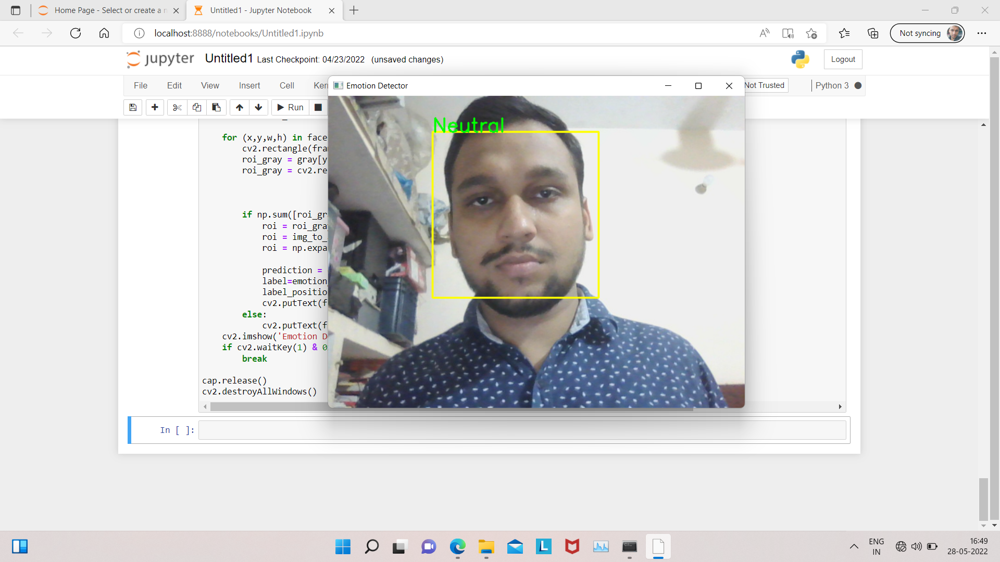 Home Page - Select or create a n
Untitled1 - Jupyter Notebook
localhost:8888/notebooks/Untitled1.ipynb
Not syncing
jupyter
Untitled1 Last Checkpoint: 04/23/2022 (unsaved changes)
Logout
File Edit View Insert Cell Kern
Not Trusted
Python 3
Run
Emotion Detector
Neutral
for (x,y,w,h) in face
cv2.rectangle(fra
roi_gray = gray[y
roi_gray = cv2.re
if np.sum([roi_gr
roi = roi_gra
roi = img_to_
roi = np.expa
prediction =
label=emotion_
label_positio
cv2.putText(f
else:
cv2.putText(f
cv2.imshow('Emotion D
if cv2.waitKey(1) & 0
break
cap.release()
cv2.destroyAllWindows()
In [ ]:
ENG
IN
16:49
28-05-2022